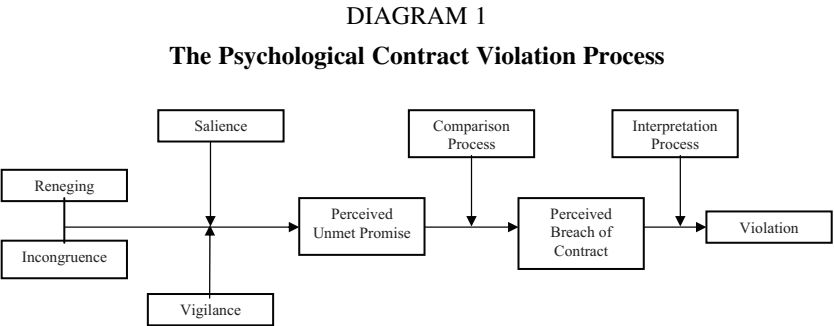 DIAGRAM 1
The Psychological Contract Violation Process
Salience
Comparison
Process
Interpretation
Process
Reneging
Perceived
Unmet Promise
Perceived
Breach of
Contract
Violation
Incongruence
Vigilance